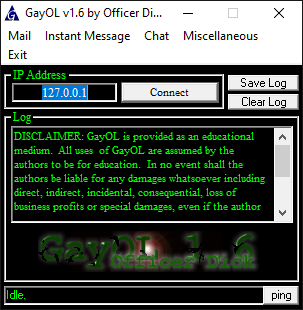 GayOL v1.6 by Officer Di...
Mail Instant Message Chat Miscellaneous
Exit
IP Address
127.0.0.1 Connect
Save Log
Clear Log
Log
DISCLAIMER: GayOL is provided as an educational
medium. All uses of GayOL are assumed by the
authors to be for education. In no event shall the
authors be liable for any damages whatsoever including
direct, indirect, incidental, consequential, loss of
business profits or special damages, even if the author
GayOL 1.6
Officer Dick
Idle. ping